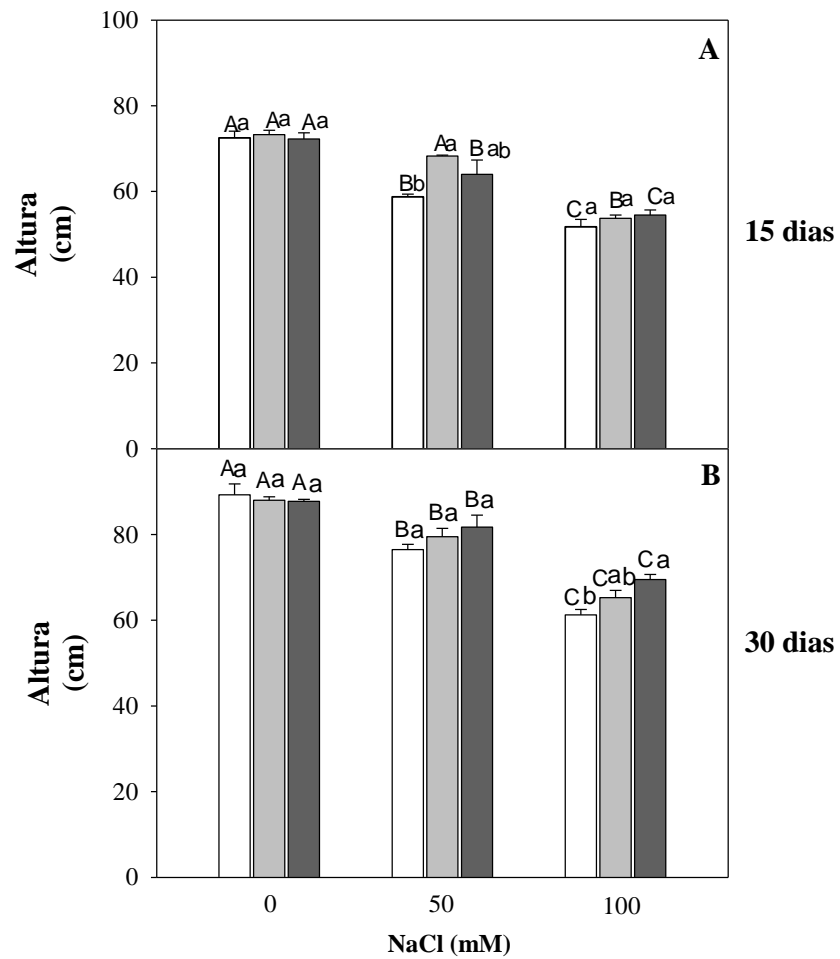 100
A
Aa Aa Aa
80
Aa
B ab
Bb
60
Ca Ba Ca
Altura
(cm)
15 dias
40
20
0
B
Aa Aa Aa
80
Ba Ba Ba
Cb Cab Ca
60
Altura
(cm)
30 dias
40
20
0
0 50 100
NaCl (mM)